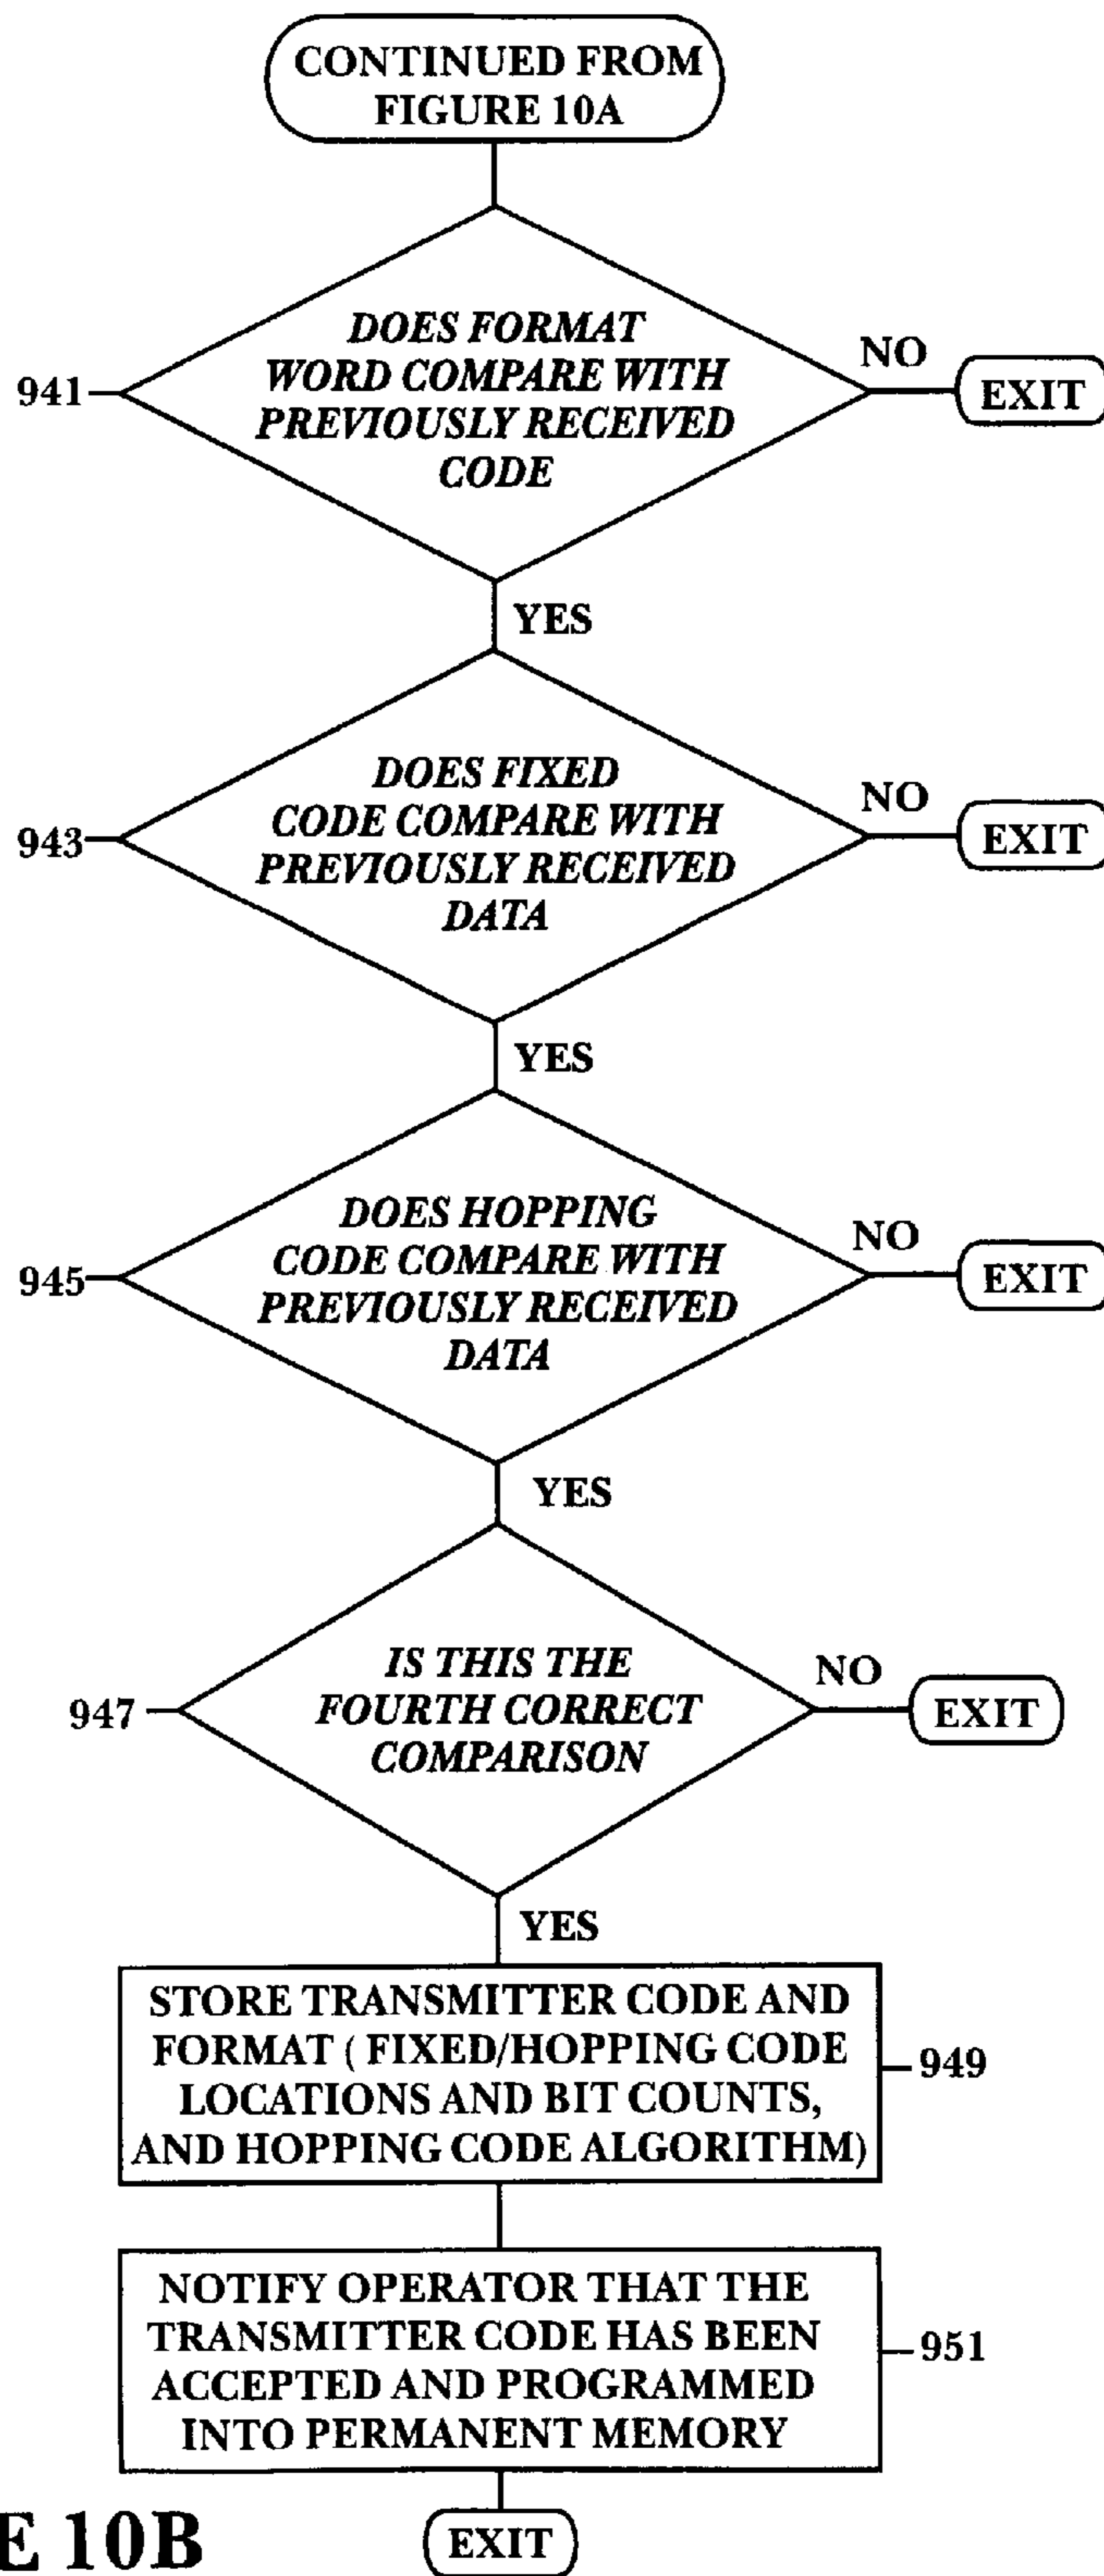 CONTINUED FROM
FIGURE 10A
DOES FORMAT
WORD COMPARE WITH
PREVIOUSLY RECEIVED
CODE
941
NO
EXIT
YES
DOES FIXED
CODE COMPARE WITH
PREVIOUSLY RECEIVED
DATA
943
NO
EXIT
YES
DOES HOPPING
CODE COMPARE WITH
PREVIOUSLY RECEIVED
DATA
945
NO
EXIT
YES
IS THIS THE
FOURTH CORRECT
COMPARISON
947
NO
EXIT
YES
STORE TRANSMITTER CODE AND
FORMAT ( FIXED/HOPPING CODE
LOCATIONS AND BIT COUNTS,
AND HOPPING CODE ALGORITHM)
949
NOTIFY OPERATOR THAT THE
TRANSMITTER CODE HAS BEEN
ACCEPTED AND PROGRAMMED
INTO PERMANENT MEMORY
951
EXIT
E 10B